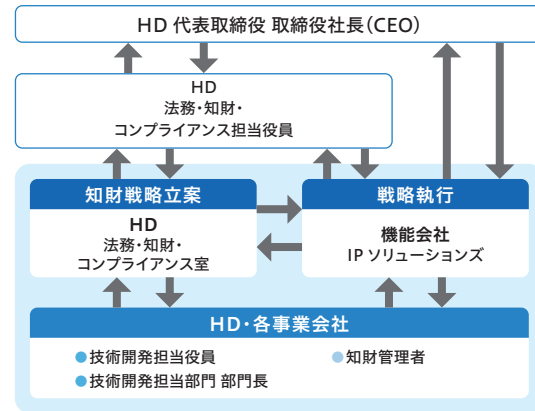 HD 代表取締役 取締役社長（CEO）
HD
法務・知財・
コンプライアンス担当役員
知財戦略立案
HD
法務・知財・
コンプライアンス室
戦略執行
機能会社
IP ソリューションズ
HD・各事業会社
●技術開発担当役員
●知財管理者
●技術開発担当部門 部門長